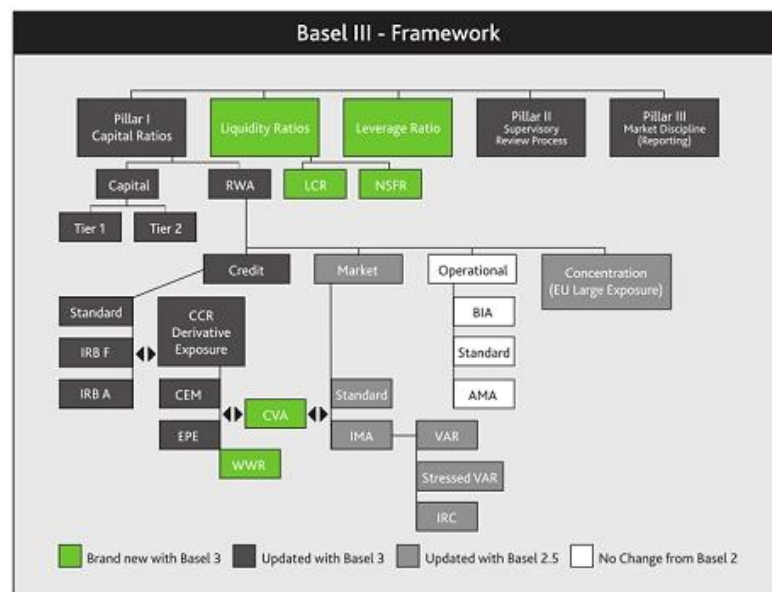 Basel III - Framework
Pillar I
Capital Ratios
Liquidity Ratios
Leverage Ratio
Pillar II
Supervisory
Review Process
Pillar III
Market Discipline
(Reporting)
Capital
RWA
LCR
NSFR
Tier 1
Tier 2
Credit
Market
Operational
Concentration
(EU Large Exposure)
Standard
CCR
Derivative
Exposure
BIA
IRB F
Standard
IRB A
CEM
Standard
AMA
CVA
EPE
IMA
VAR
WWR
Stressed VAR
IRC
Brand new with Basel 3
Updated with Basel 3
Updated with Basel 2.5
No Change from Basel 2